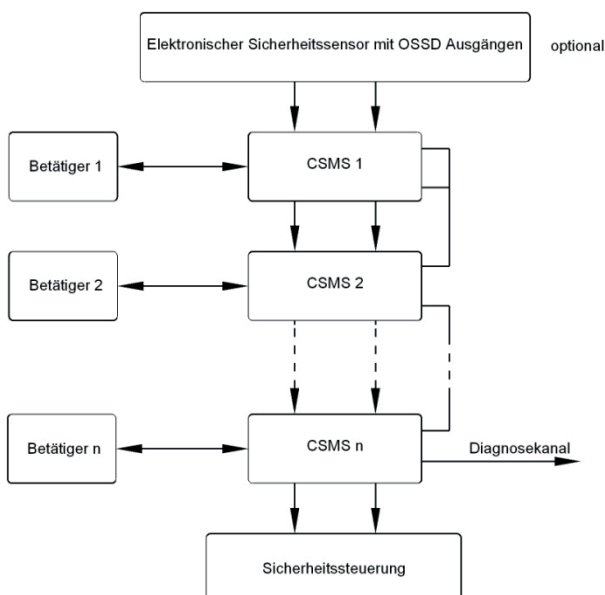 Elektronischer Sicherheitssensor mit OSSD Ausgängen
optional
Betätiger 1
CSMS 1
Betätiger 2
CSMS 2
Betätiger n
CSMS n
Diagnosekanal
Sicherheitssteuerung